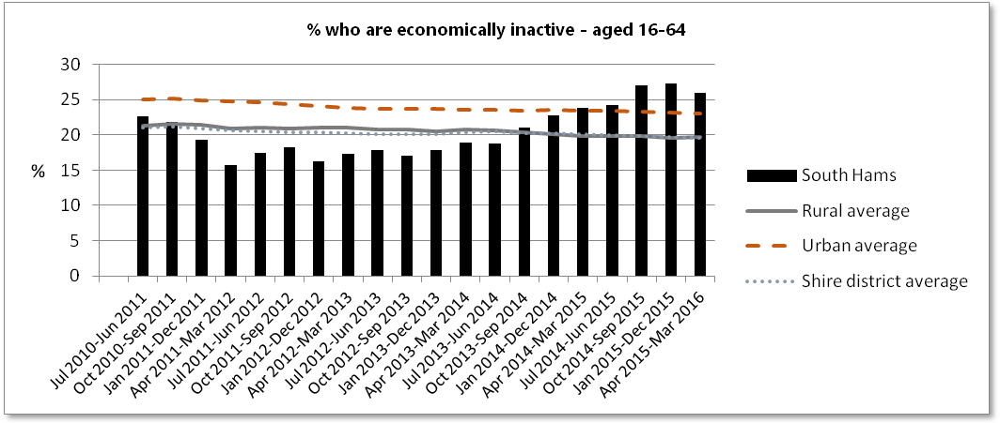 % who are economically inactive - aged 16-64
30
25
20
15
10
5
0
%
Jul 2010-Jun 2011
Oct 2010-Sep 2011
Jan 2011-Dec 2011
Apr 2011-Mar 2012
Jul 2011-Jun 2012
Oct 2011-Sep 2012
Jan 2012-Dec 2012
Apr 2012-Mar 2013
Jul 2012-Jun 2013
Oct 2012-Sep 2013
Jan 2013-Dec 2013
Apr 2013-Mar 2014
Jul 2013-Jun 2014
Oct 2013-Sep 2014
Jan 2014-Dec 2014
Apr 2014-Mar 2015
Jul 2014-Jun 2015
Oct 2014-Sep 2015
Jan 2015-Dec 2015
Apr 2015-Mar 2016
South Hams
Rural average
Urban average
Shire district average